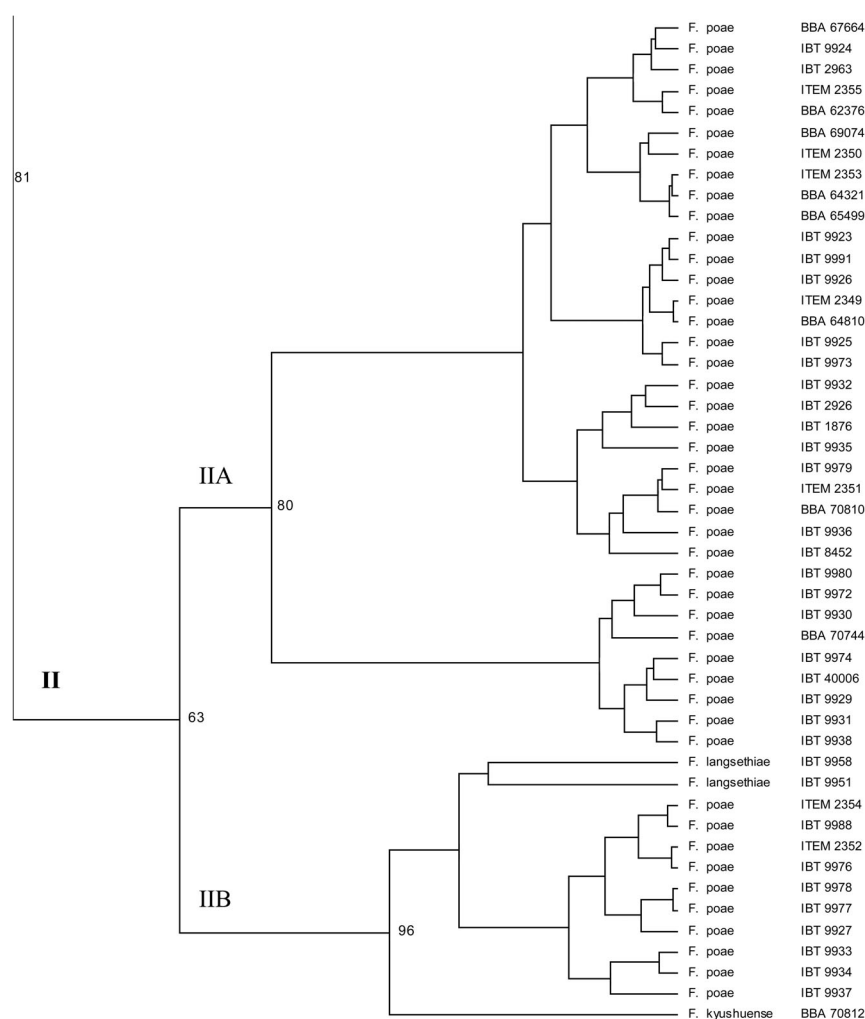 F. poae BBA 67664
F. poae IBT 9924
F. poae IBT 2963
F. poae ITEM 2355
F. poae BBA 62376
F. poae BBA 69074
F. poae ITEM 2350
81
F. poae ITEM 2353
F. poae BBA 64321
F. poae BBA 65499
F. poae IBT 9923
F. poae IBT 9991
F. poae IBT 9926
F. poae ITEM 2349
F. poae BBA 64810
F. poae IBT 9925
F. poae IBT 9973
F. poae IBT 9932
F. poae IBT 2926
F. poae IBT 1876
F. poae IBT 9935
IIA
F. poae IBT 9979
F. poae ITEM 2351
80
F. poae BBA 70810
F. poae IBT 9936
F. poae IBT 8452
F. poae IBT 9980
F. poae IBT 9972
F. poae IBT 9930
F. poae BBA 70744
F. poae IBT 9974
II
F. poae IBT 40006
F. poae IBT 9929
63
F. poae IBT 9931
F. poae IBT 9938
F. langsethiae IBT 9958
F. langsethiae IBT 9951
F. poae ITEM 2354
F. poae IBT 9988
F. poae ITEM 2352
F. poae IBT 9976
F. poae IBT 9978
IIB
F. poae IBT 9977
96
F. poae IBT 9927
F. poae IBT 9933
F. poae IBT 9934
F. poae IBT 9937
F. kyushuense BBA 70812